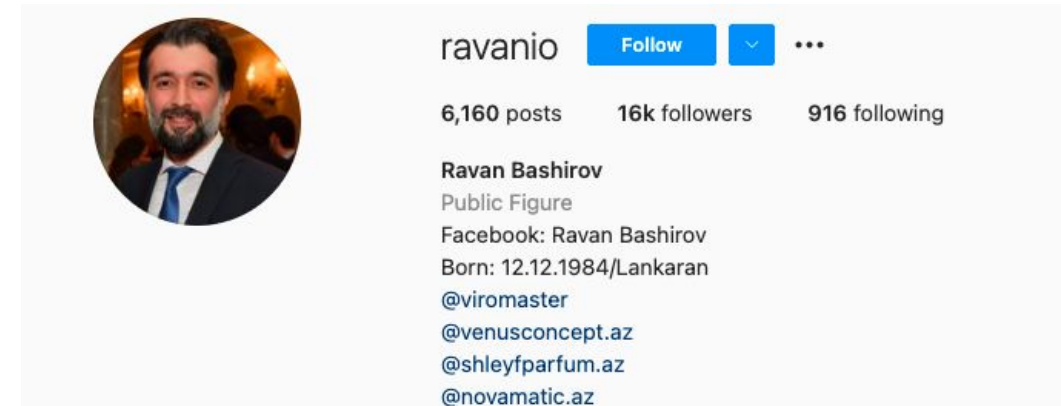 ravanio Follow
6,160 posts 16k followers 916 following
Ravan Bashirov
Public Figure
Facebook: Ravan Bashirov
Born: 12.12.1984/Lankaran
@viromaster
@venusconcept.az
@shleyfparfum.az
@novamatic.az